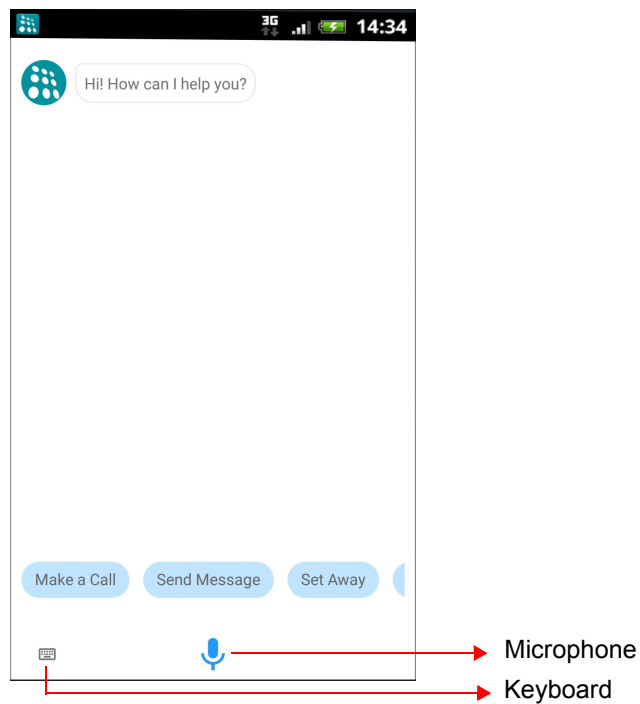 3G 14:34
Hi! How can I help you?
Make a Call Send Message Set Away
Microphone
Keyboard